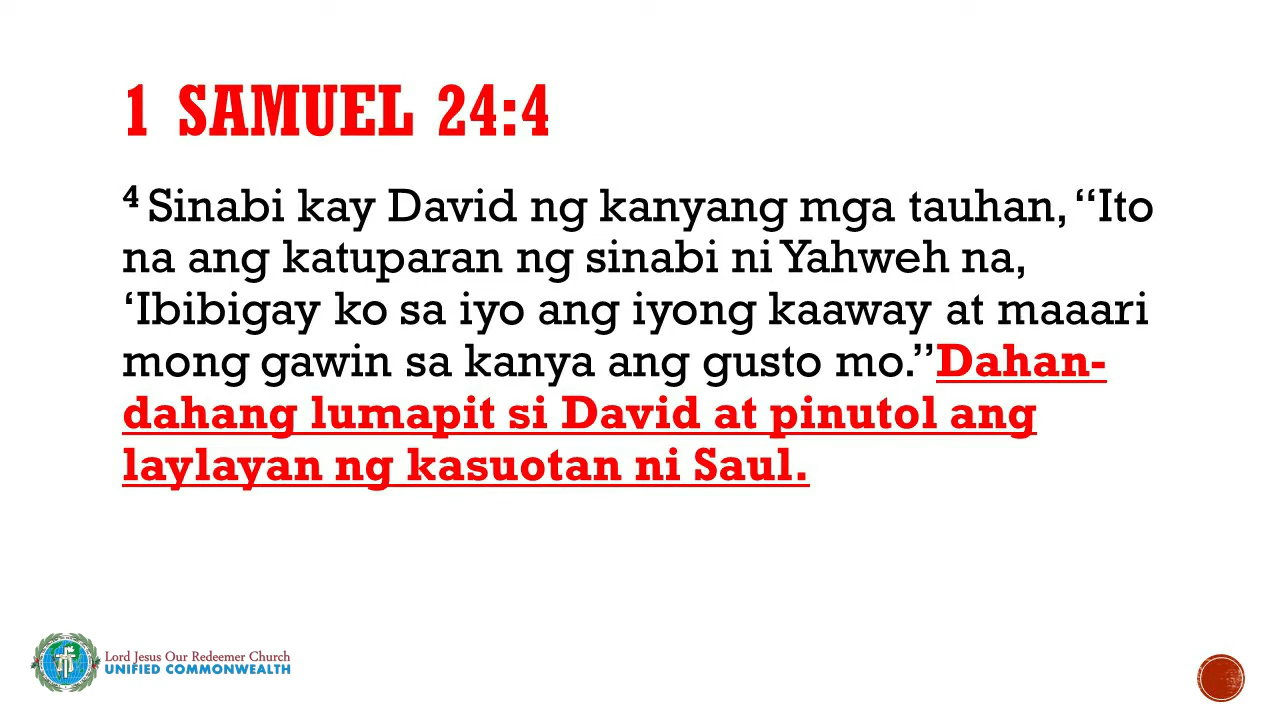 1 SAMUEL 24:4
4 Sinabi kay David ng kanyang mga tauhan, “Ito
na ang katuparan ng sinabi ni Yahweh na,
‘Ibibigay ko sa iyo ang iyong kaaway at maaari
mong gawin sa kanya ang gusto mo.”Dahan-
dahang lumapit si David at pinutol ang
laylayan ng kasuotan ni Saul.
Lord Jesus Our Redeemer Church
UNIFIED COMMONWEALTH